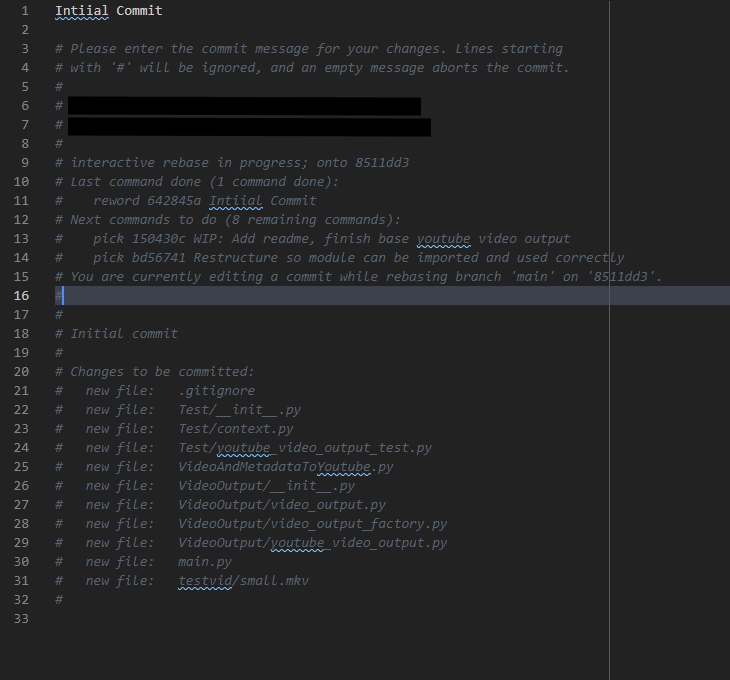 1 Intiial Commit
2
3 # Please enter the commit message for your changes. Lines starting
4 # with '#' will be ignored, and an empty message aborts the commit.
5 #
6 #
7 #
8 #
9 # interactive rebase in progress; onto 8511dd3
10 # Last command done (1 command done):
11 #    reword 642845a Intiial Commit
12 # Next commands to do (8 remaining commands):
13 #    pick 150430c WIP: Add readme, finish base youtube video output
14 #    pick bd56741 Restructure so module can be imported and used correctly
15 # You are currently editing a commit while rebasing branch 'main' on '8511dd3'.
16 #
17 #
18 # Initial commit
19 #
20 # Changes to be committed:
21 #   new file:   .gitignore
22 #   new file:   Test/__init__.py
23 #   new file:   Test/context.py
24 #   new file:   Test/youtube_video_output_test.py
25 #   new file:   VideoAndMetadataToYoutube.py
26 #   new file:   VideoOutput/__init__.py
27 #   new file:   VideoOutput/video_output.py
28 #   new file:   VideoOutput/video_output_factory.py
29 #   new file:   VideoOutput/youtube_video_output.py
30 #   new file:   main.py
31 #   new file:   testvid/small.mkv
32 #
33